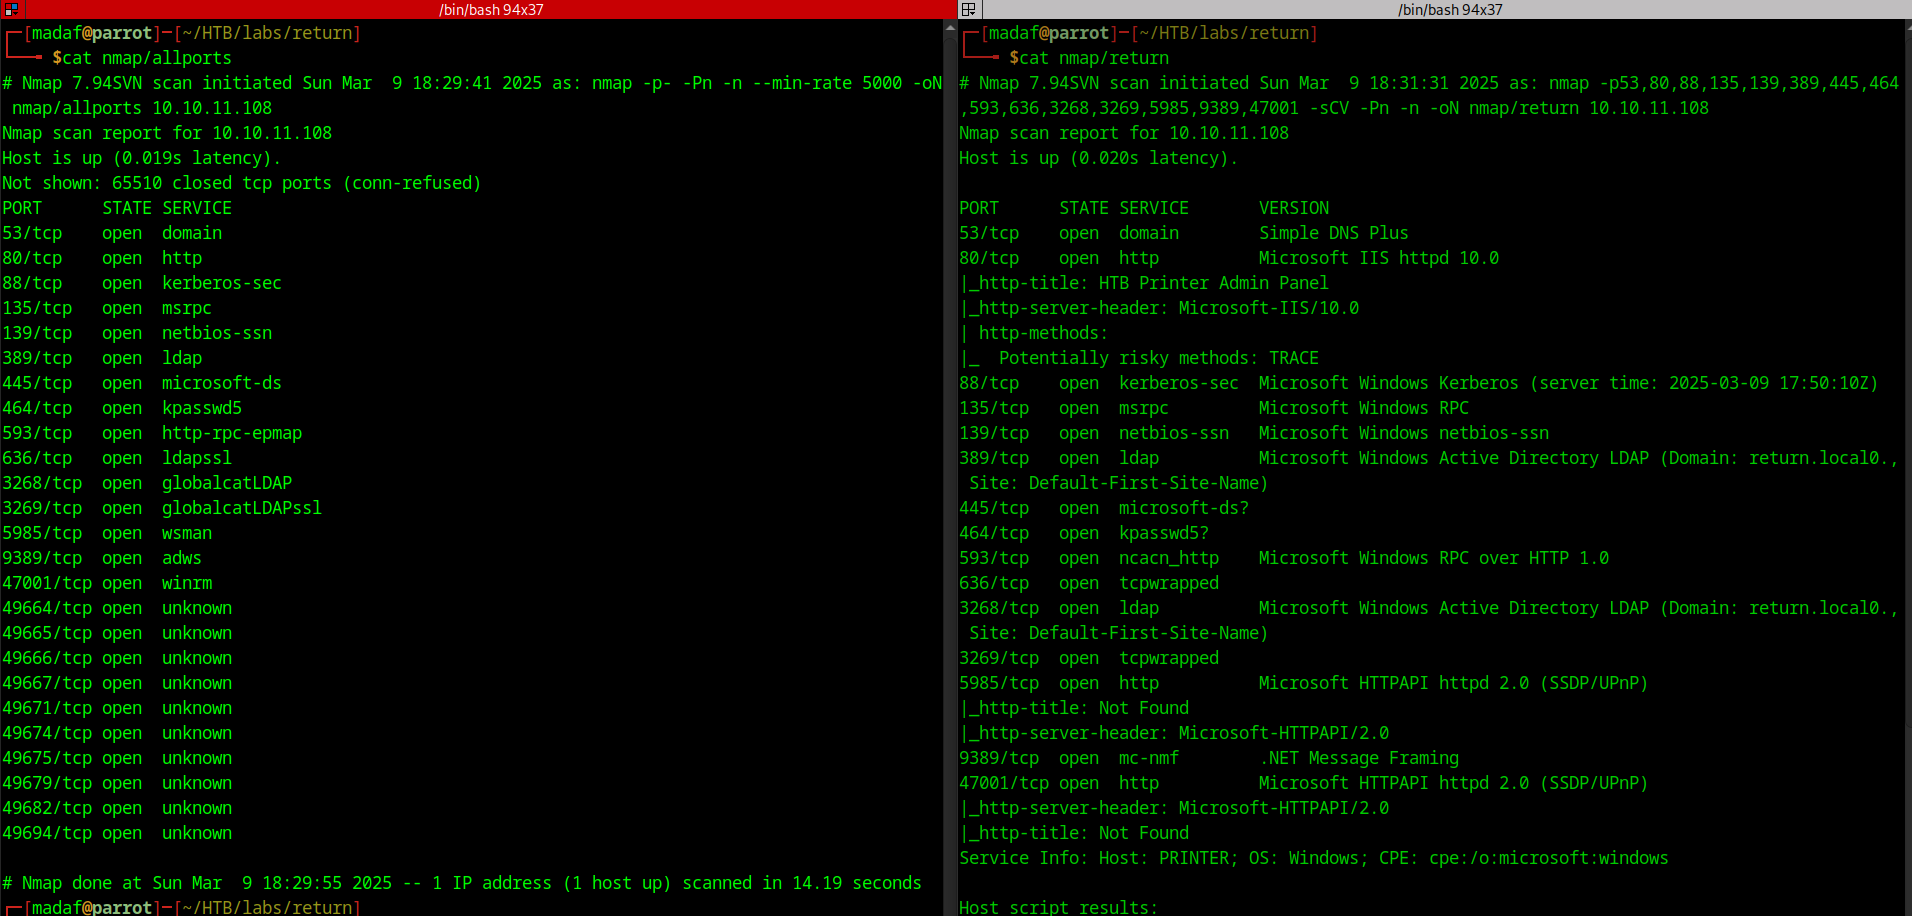 /bin/bash 94x37
┌─[madaf@parrot]─[~/HTB/labs/return]
└──╼ $cat nmap/allports
# Nmap 7.94SVN scan initiated Sun Mar  9 18:29:41 2025 as: nmap -p- -Pn -n --min-rate 5000 -oN
 nmap/allports 10.10.11.108
Nmap scan report for 10.10.11.108
Host is up (0.019s latency).
Not shown: 65510 closed tcp ports (conn-refused)
PORT      STATE SERVICE
53/tcp    open  domain
80/tcp    open  http
88/tcp    open  kerberos-sec
135/tcp   open  msrpc
139/tcp   open  netbios-ssn
389/tcp   open  ldap
445/tcp   open  microsoft-ds
464/tcp   open  kpasswd5
593/tcp   open  http-rpc-epmap
636/tcp   open  ldapssl
3268/tcp  open  globalcatLDAP
3269/tcp  open  globalcatLDAPssl
5985/tcp  open  wsman
9389/tcp  open  adws
47001/tcp open  winrm
49664/tcp open  unknown
49665/tcp open  unknown
49666/tcp open  unknown
49667/tcp open  unknown
49671/tcp open  unknown
49674/tcp open  unknown
49675/tcp open  unknown
49679/tcp open  unknown
49682/tcp open  unknown
49694/tcp open  unknown
# Nmap done at Sun Mar  9 18:29:55 2025 -- 1 IP address (1 host up) scanned in 14.19 seconds
┌─[madaf@parrot]─[~/HTB/labs/return]
/bin/bash 94x37
┌─[madaf@parrot]─[~/HTB/labs/return]
└──╼ $cat nmap/return
# Nmap 7.94SVN scan initiated Sun Mar  9 18:31:31 2025 as: nmap -p53,80,88,135,139,389,445,464
,593,636,3268,3269,5985,9389,47001 -sCV -Pn -n -oN nmap/return 10.10.11.108
Nmap scan report for 10.10.11.108
Host is up (0.020s latency).
PORT      STATE SERVICE       VERSION
53/tcp    open  domain        Simple DNS Plus
80/tcp    open  http          Microsoft IIS httpd 10.0
|_http-title: HTB Printer Admin Panel
|_http-server-header: Microsoft-IIS/10.0
| http-methods:
|_  Potentially risky methods: TRACE
88/tcp    open  kerberos-sec  Microsoft Windows Kerberos (server time: 2025-03-09 17:50:10Z)
135/tcp   open  msrpc         Microsoft Windows RPC
139/tcp   open  netbios-ssn   Microsoft Windows netbios-ssn
389/tcp   open  ldap          Microsoft Windows Active Directory LDAP (Domain: return.local0.,
 Site: Default-First-Site-Name)
445/tcp   open  microsoft-ds?
464/tcp   open  kpasswd5?
593/tcp   open  ncacn_http    Microsoft Windows RPC over HTTP 1.0
636/tcp   open  tcpwrapped
3268/tcp  open  ldap          Microsoft Windows Active Directory LDAP (Domain: return.local0.,
 Site: Default-First-Site-Name)
3269/tcp  open  tcpwrapped
5985/tcp  open  http          Microsoft HTTPAPI httpd 2.0 (SSDP/UPnP)
|_http-title: Not Found
|_http-server-header: Microsoft-HTTPAPI/2.0
9389/tcp  open  mc-nmf        .NET Message Framing
47001/tcp open  http          Microsoft HTTPAPI httpd 2.0 (SSDP/UPnP)
|_http-server-header: Microsoft-HTTPAPI/2.0
|_http-title: Not Found
Service Info: Host: PRINTER; OS: Windows; CPE: cpe:/o:microsoft:windows
Host script results: